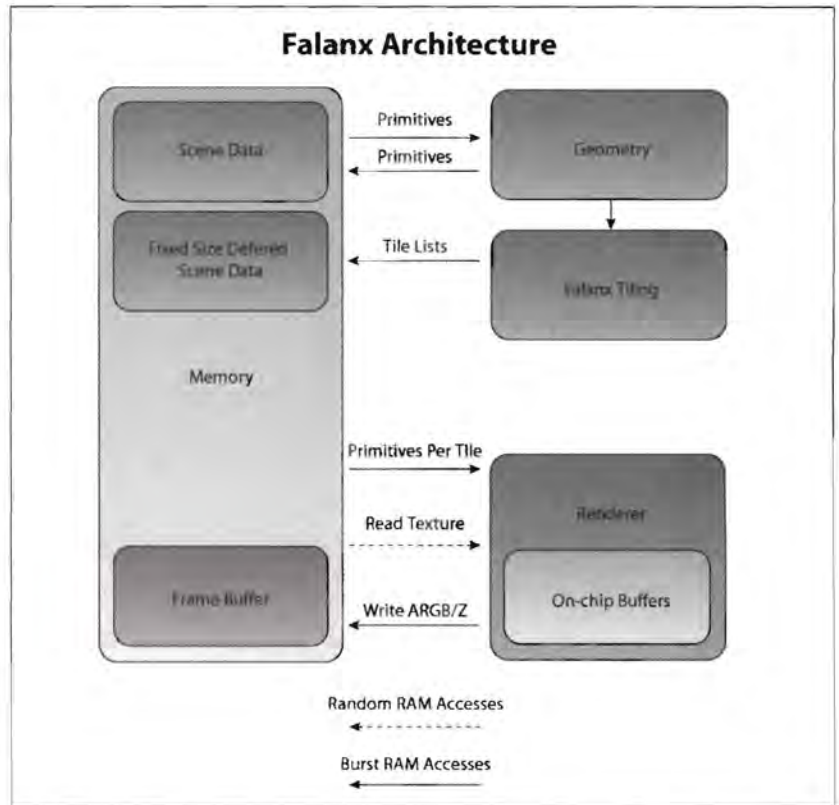 Falanx Architecture
Scene Data
Primitives
Primitives
Geometry
Fixed Size Defered
Scene Data
Tile Lists
Falanx Tiling
Memory
Primitives Per Tile
Read Texture
Renderer
Frame Buffer
Write ARGB/Z
On-chip Buffers
Random RAM Accesses
Burst RAM Accesses